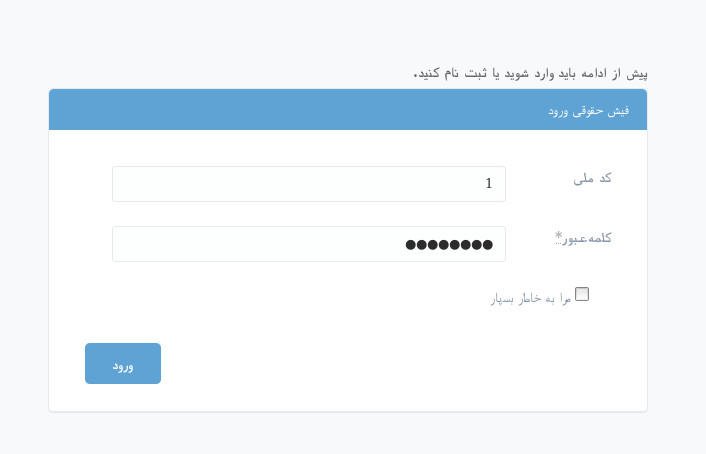 پیش از ادامه باید وارد شوید یا ثبت نام کنید.
فیش حقوقی ورود
کد ملی
1
کلمه عبور*
●●●●●●●●
مرا به خاطر بسپار
ورود